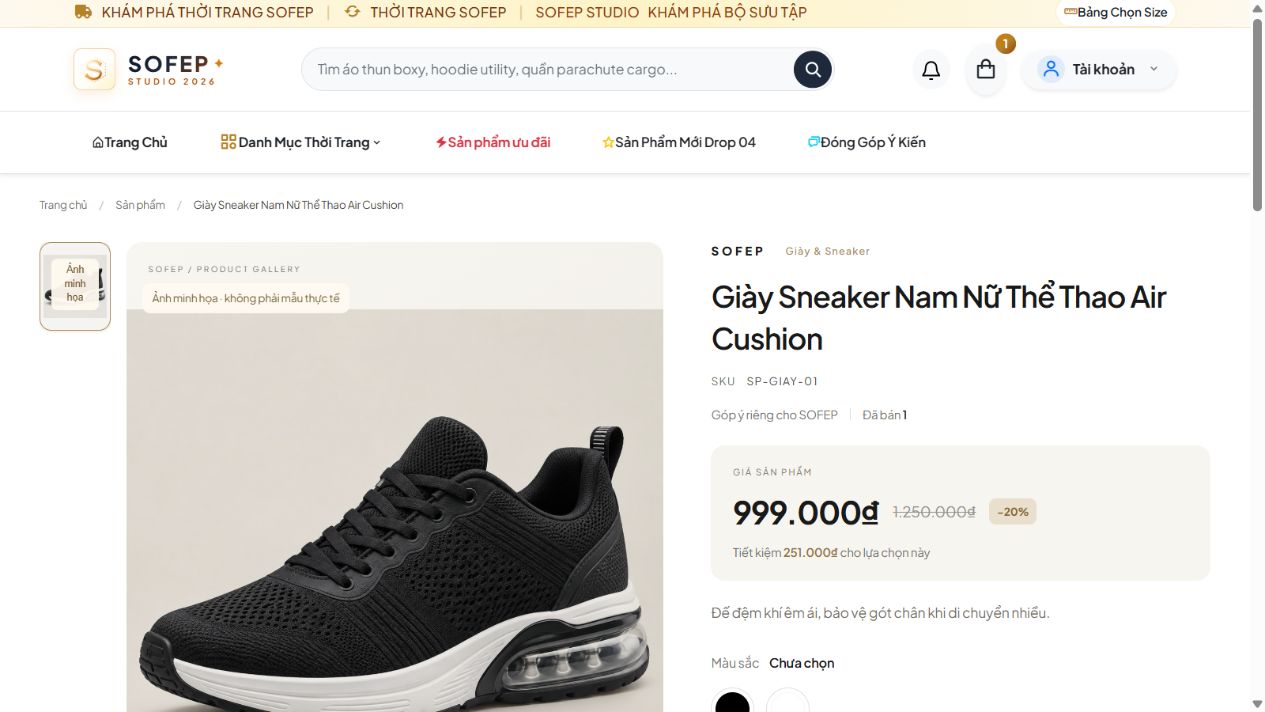 KHÁM PHÁ THỜI TRANG SOFEP | THỜI TRANG SOFEP | SOFEP STUDIO KHÁM PHÁ BỘ SƯU TẬP
Bảng Chọn Size
S
SOFEP
STUDIO 2026
Tìm áo thun boxy, hoodie utility, quần parachute cargo...
1
Tài khoản
Trang Chủ
Danh Mục Thời Trang
Sản phẩm ưu đãi
Sản Phẩm Mới Drop 04
Đóng Góp Ý Kiến
Trang chủ / Sản phẩm / Giày Sneaker Nam Nữ Thể Thao Air Cushion
Ảnh
minh
họa
SOFEP / PRODUCT GALLERY
Ảnh minh họa · không phải mẫu thực tế
SOFEP Giày & Sneaker
Giày Sneaker Nam Nữ Thể Thao Air
Cushion
SKU SP-GIAY-01
Góp ý riêng cho SOFEP | Đã bán 1
GIÁ SẢN PHẨM
999.000₫ 1.250.000₫ -20%
Tiết kiệm 251.000₫ cho lựa chọn này
Đế đệm khí êm ái, bảo vệ gót chân khi di chuyển nhiều.
Màu sắc Chưa chọn